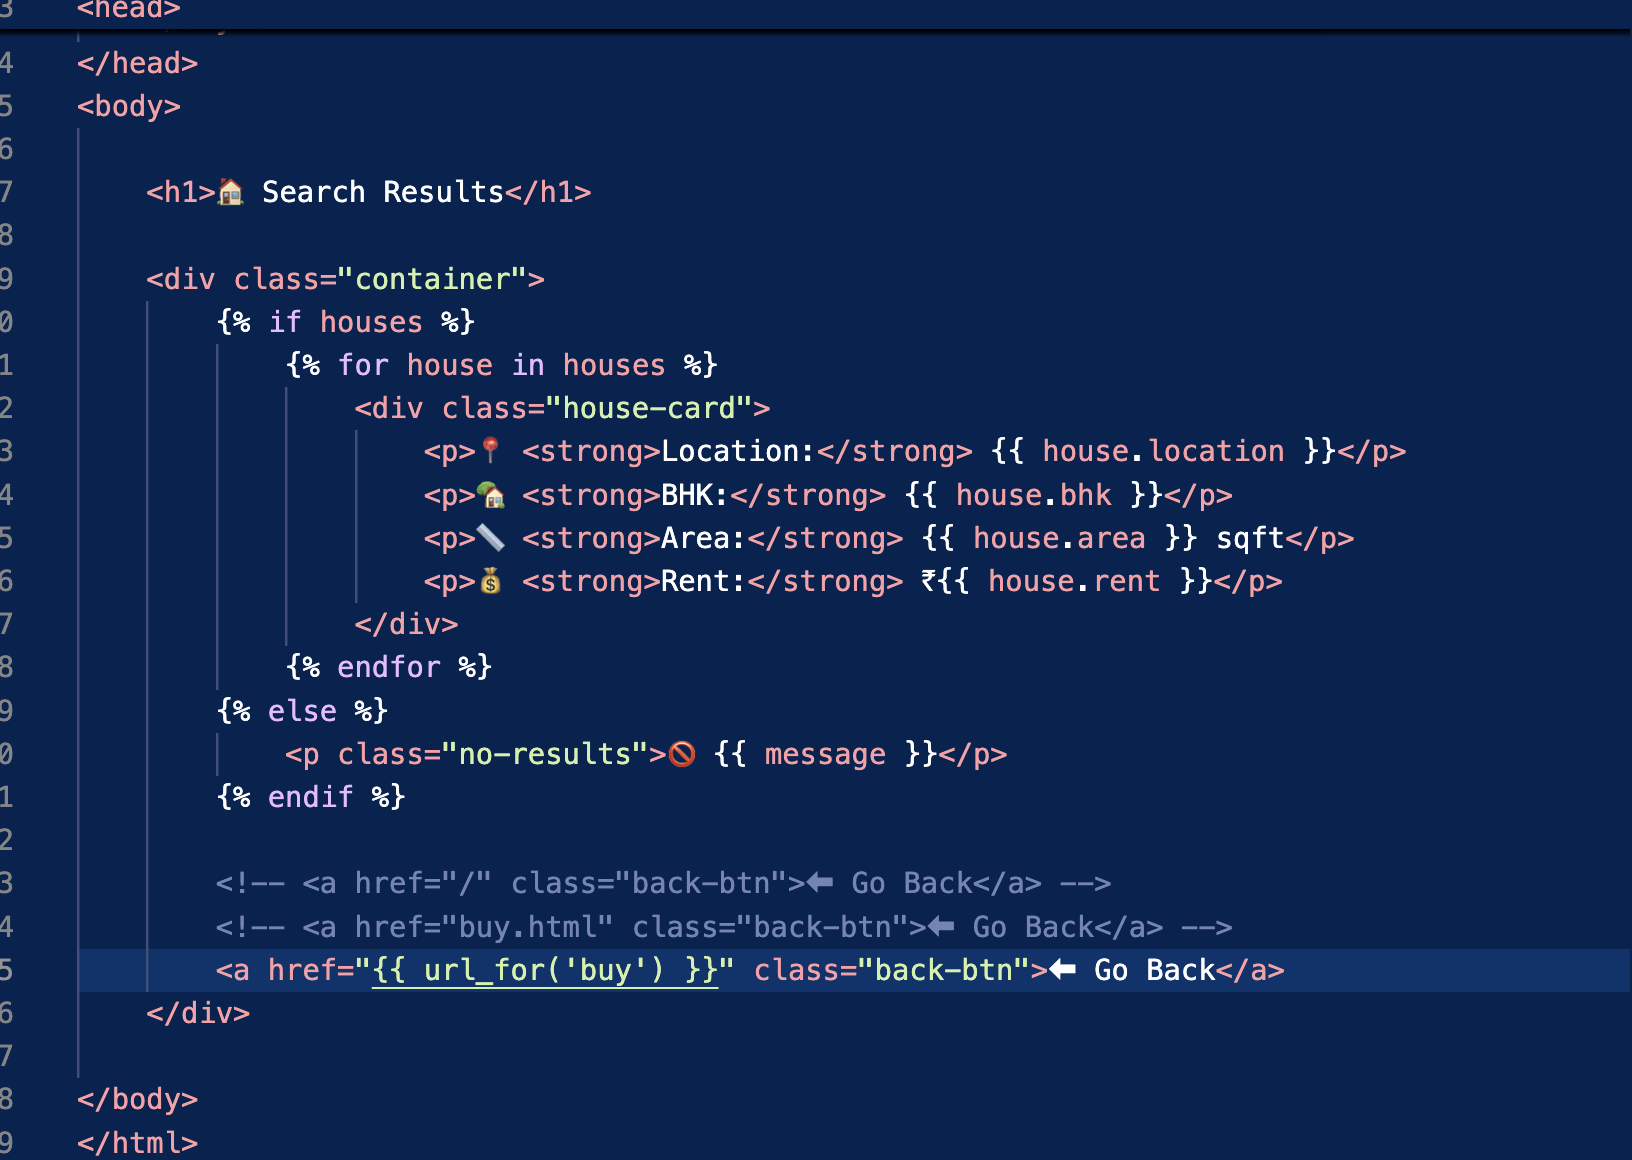 3 <head>
4 </head>
5 <body>
6
7 <h1>🏠 Search Results</h1>
8
9 <div class="container">
0 {% if houses %}
1 {% for house in houses %}
2 <div class="house-card">
3 <p>📍 <strong>Location:</strong> {{ house.location }}</p>
4 <p>🏡 <strong>BHK:</strong> {{ house.bhk }}</p>
5 <p>📏 <strong>Area:</strong> {{ house.area }} sqft</p>
6 <p>💰 <strong>Rent:</strong> ₹{{ house.rent }}</p>
7 </div>
8 {% endfor %}
9 {% else %}
0 <p class="no-results">🚫 {{ message }}</p>
1 {% endif %}
2
3 <!-- <a href="/" class="back-btn">⬅ Go Back</a> -->
4 <!-- <a href="buy.html" class="back-btn">⬅ Go Back</a> -->
5 <a href="{{ url_for('buy') }}" class="back-btn">⬅ Go Back</a>
6 </div>
7
8 </body>
9 </html>